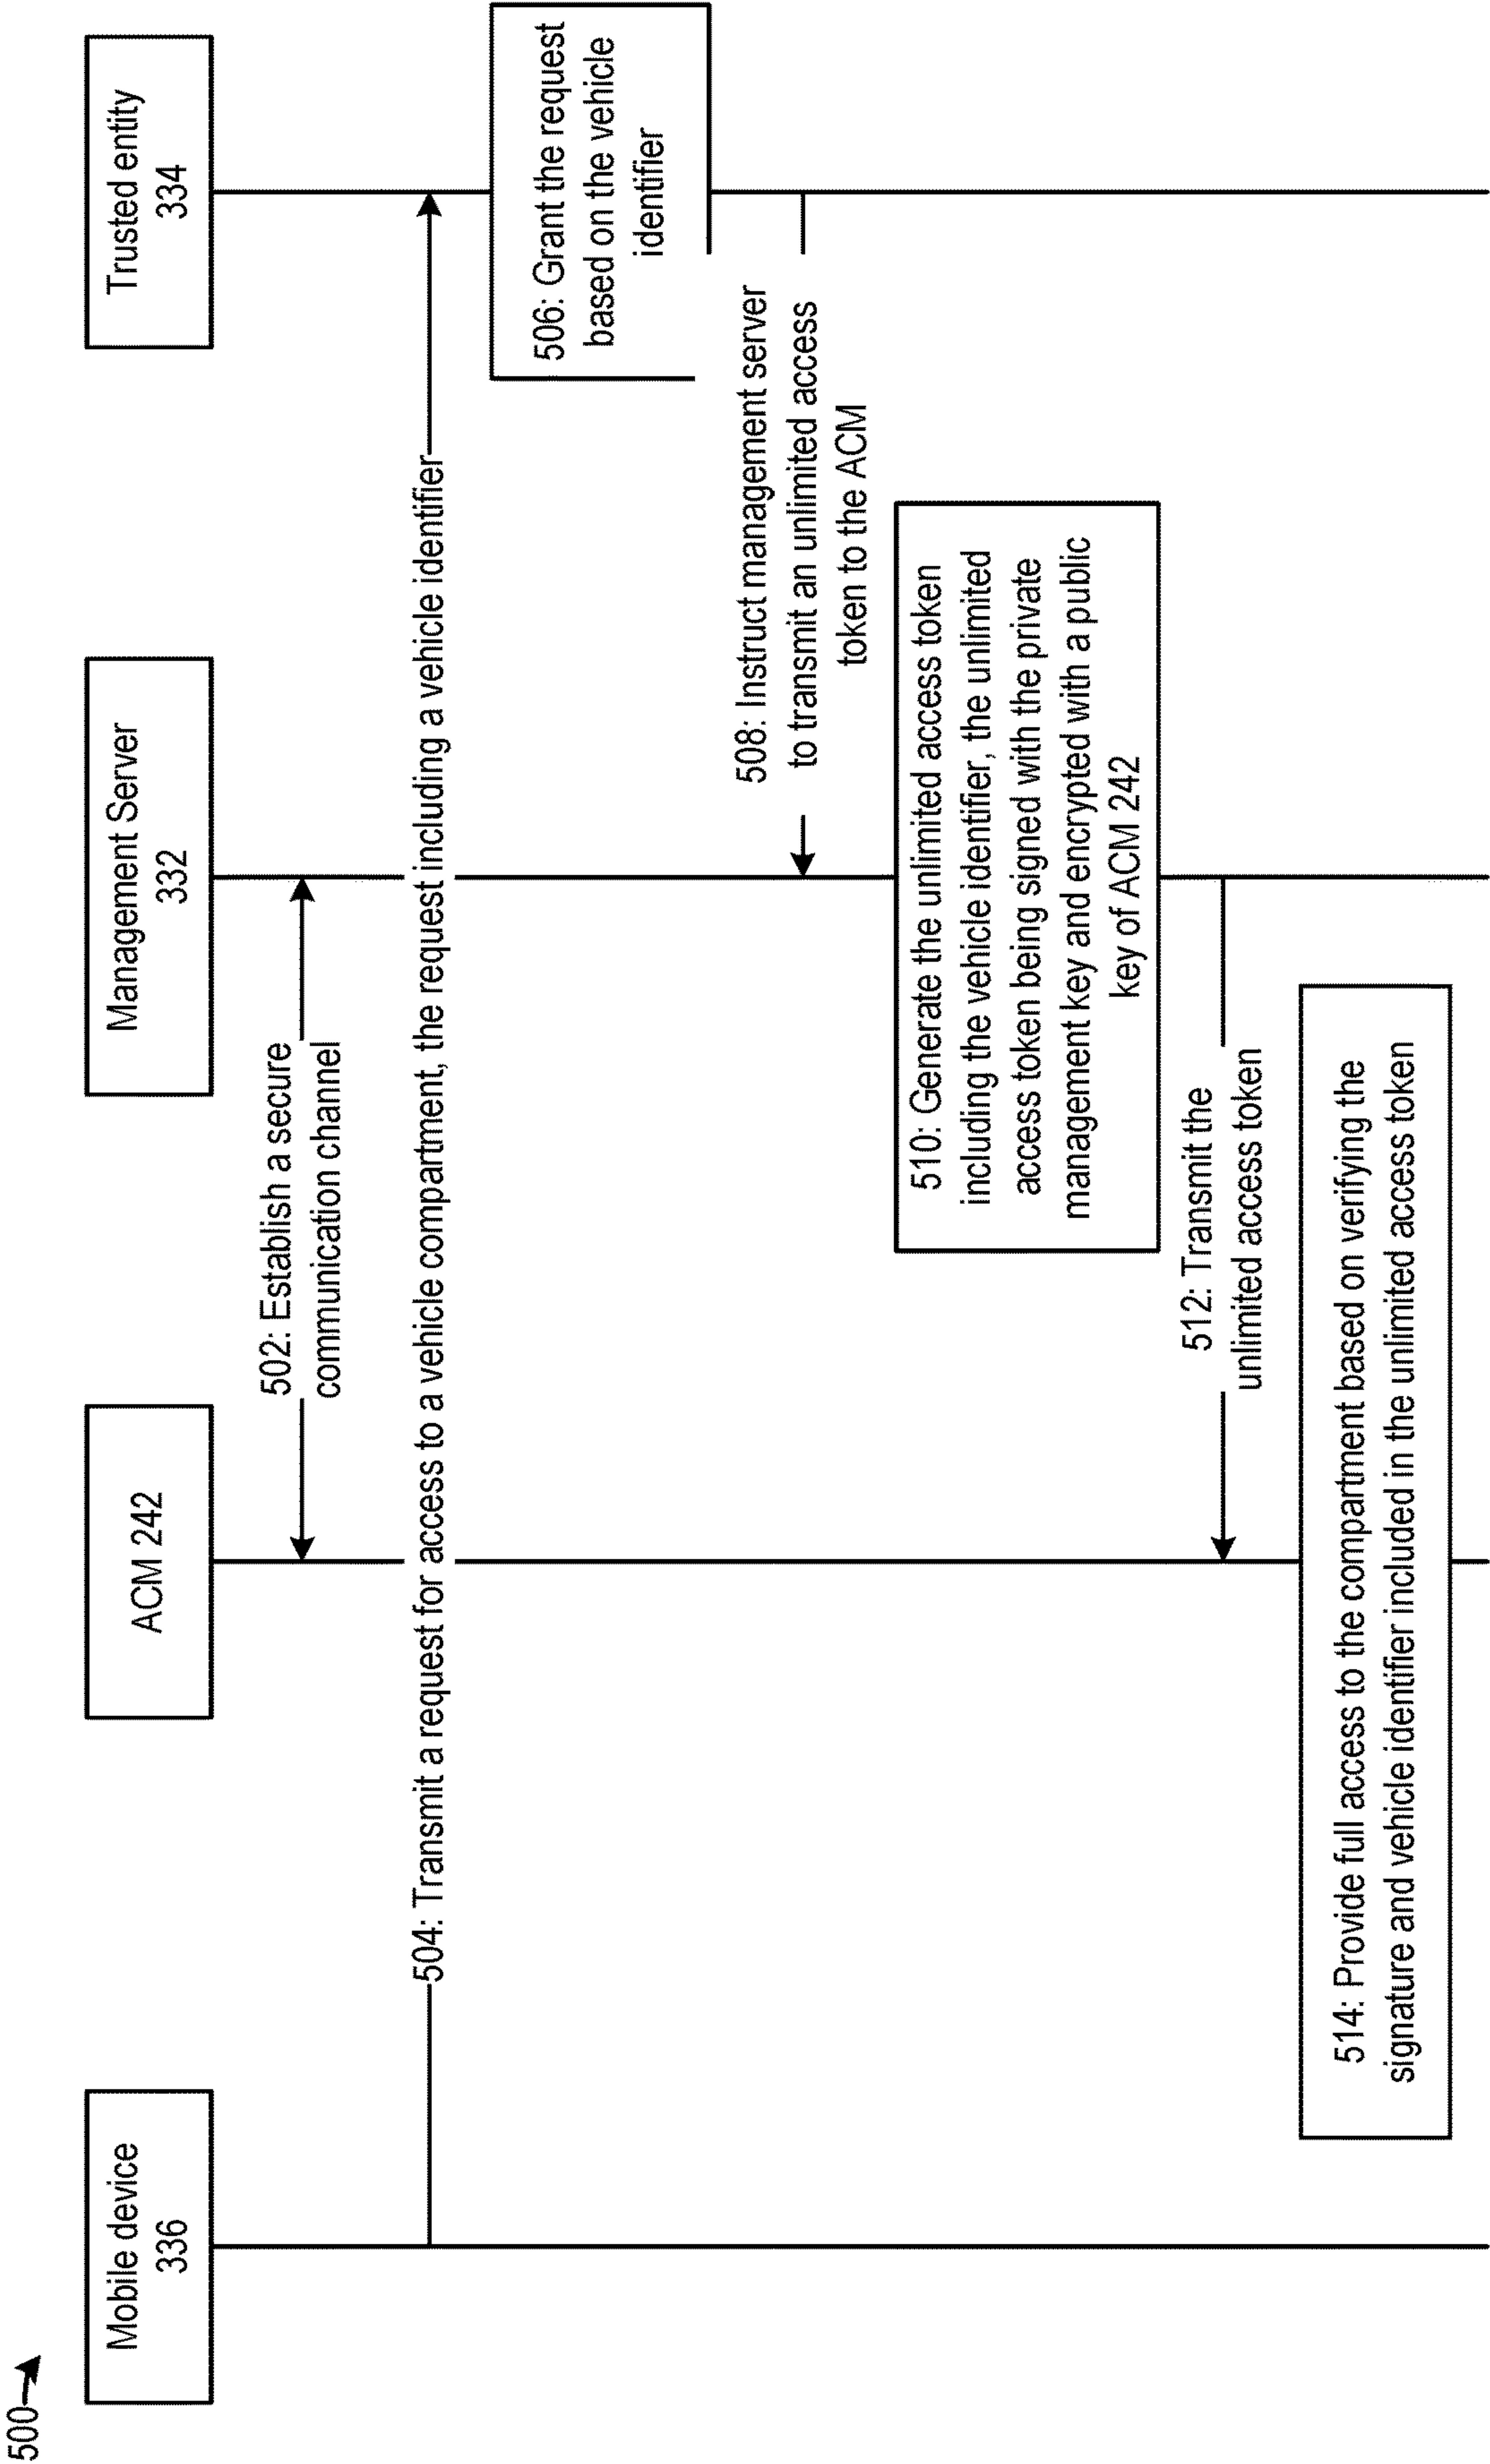 500
Mobile device
336
ACM 242
Management Server
332
Trusted entity
334
502: Establish a secure
communication channel
504: Transmit a request for access to a vehicle compartment, the request including a vehicle identifier
506: Grant the request
based on the vehicle
identifier
508: Instruct management server
to transmit an unlimited access
token to the ACM
510: Generate the unlimited access token
including the vehicle identifier, the unlimited
access token being signed with the private
management key and encrypted with a public
key of ACM 242
512: Transmit the
unlimited access token
514: Provide full access to the compartment based on verifying the
signature and vehicle identifier included in the unlimited access token